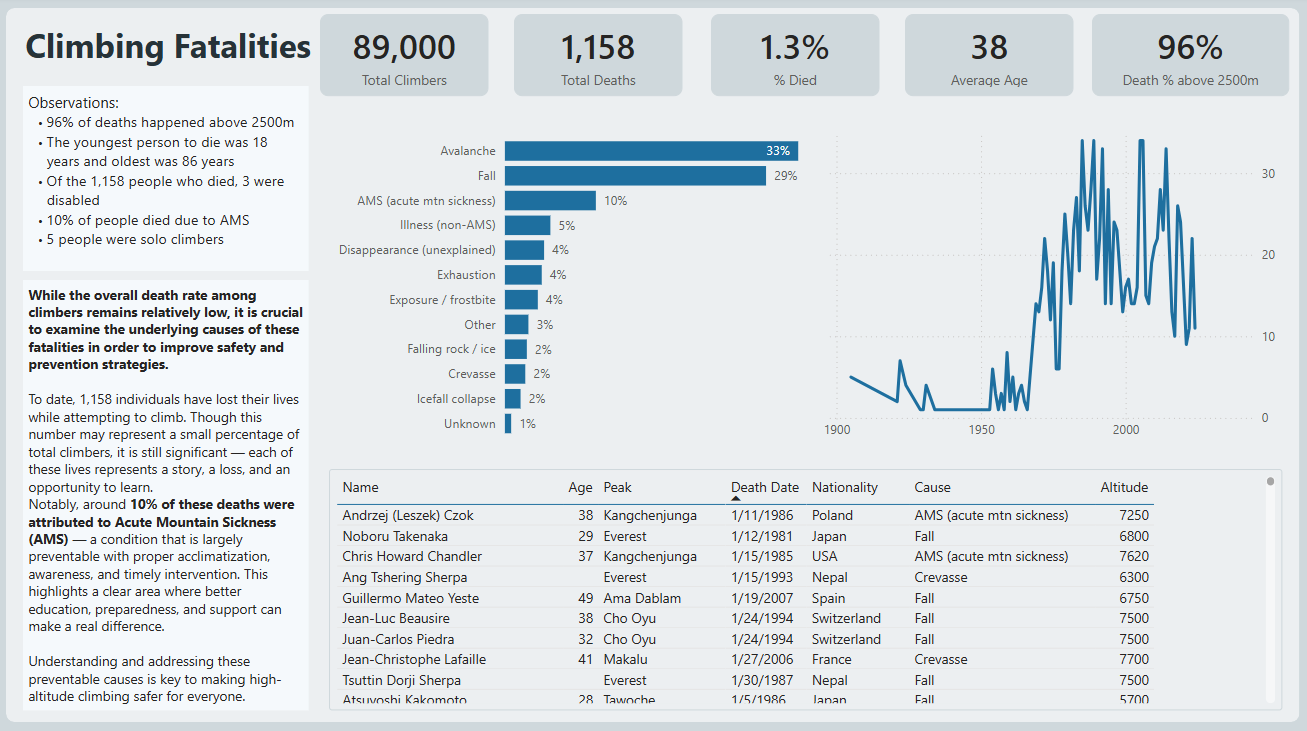 Climbing Fatalities
89,000
Total Climbers
1,158
Total Deaths
1.3%
% Died
38
Average Age
96%
Death % above 2500m
Observations:
• 96% of deaths happened above 2500m
• The youngest person to die was 18
years and oldest was 86 years
• Of the 1,158 people who died, 3 were
disabled
• 10% of people died due to AMS
• 5 people were solo climbers
While the overall death rate among
climbers remains relatively low, it is crucial
to examine the underlying causes of these
fatalities in order to improve safety and
prevention strategies.
To date, 1,158 individuals have lost their lives
while attempting to climb. Though this
number may represent a small percentage of
total climbers, it is still significant — each of
these lives represents a story, a loss, and an
opportunity to learn.
Notably, around 10% of these deaths were
attributed to Acute Mountain Sickness
(AMS) — a condition that is largely
preventable with proper acclimatization,
awareness, and timely intervention. This
highlights a clear area where better
education, preparedness, and support can
make a real difference.
Understanding and addressing these
preventable causes is key to making high-
altitude climbing safer for everyone.
Avalanche 33%
Fall 29%
AMS (acute mtn sickness) 10%
Illness (non-AMS) 5%
Disappearance (unexplained) 4%
Exhaustion 4%
Exposure / frostbite 4%
Other 3%
Falling rock / ice 2%
Crevasse 2%
Icefall collapse 2%
Unknown 1%
30
20
10
0
1900 1950 2000
Name Age Peak Death Date Nationality Cause Altitude
Andrzej (Leszek) Czok 38 Kangchenjunga 1/11/1986 Poland AMS (acute mtn sickness) 7250
Noboru Takenaka 29 Everest 1/12/1981 Japan Fall 6800
Chris Howard Chandler 37 Kangchenjunga 1/15/1985 USA AMS (acute mtn sickness) 7620
Ang Tshering Sherpa Everest 1/15/1993 Nepal Crevasse 6300
Guillermo Mateo Yeste 49 Ama Dablam 1/19/2007 Spain Fall 6750
Jean-Luc Beausire 38 Cho Oyu 1/24/1994 Switzerland Fall 7500
Juan-Carlos Piedra 32 Cho Oyu 1/24/1994 Switzerland Fall 7500
Jean-Christophe Lafaille 41 Makalu 1/27/2006 France Crevasse 7700
Tsuttin Dorji Sherpa Everest 1/30/1987 Nepal Fall 7500
Atsuyoshi Kakomoto 28 Tawoche 1/5/1986 Japan Fall 5700